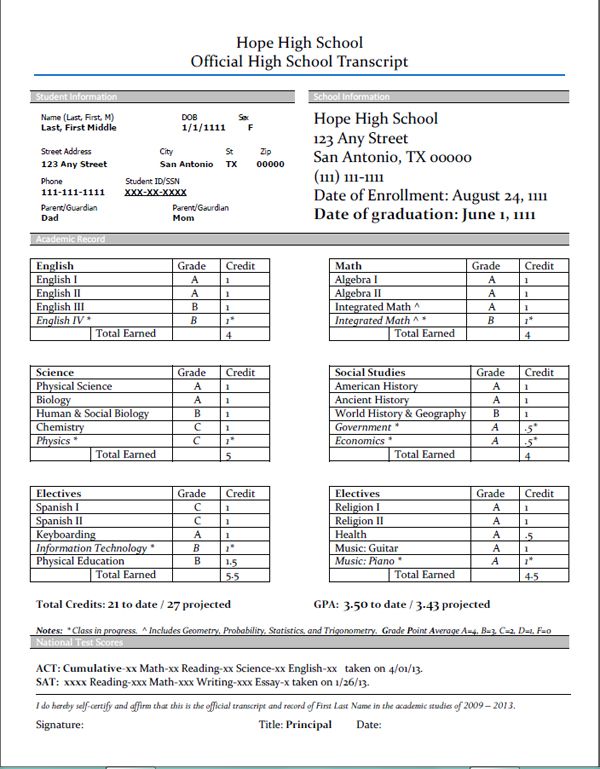 Hope High School
Official High School Transcript
Student Information
School Information
Name (Last, First, M) DOB Sex
Last, First Middle 1/1/1111 F
Street Address City St Zip
123 Any Street San Antonio TX 00000
Phone Student ID/SSN
111-111-1111 XXX-XX-XXXX
Parent/Guardian Parent/Gaurdian
Dad Mom
Hope High School
123 Any Street
San Antonio, TX 00000
(111) 111-1111
Date of Enrollment: August 24, 1111
Date of graduation: June 1, 1111
Academic Record
English Grade Credit
English I A 1
English II A 1
English III B 1
English IV * B 1*
Total Earned 4
Math Grade Credit
Algebra I A 1
Algebra II A 1
Integrated Math ^ A 1
Integrated Math ^ * B 1*
Total Earned 4
Science Grade Credit
Physical Science A 1
Biology A 1
Human & Social Biology B 1
Chemistry C 1
Physics * C 1*
Total Earned 5
Social Studies Grade Credit
American History A 1
Ancient History A 1
World History & Geography B 1
Government * A .5*
Economics * A .5*
Total Earned 4
Electives Grade Credit
Spanish I C 1
Spanish II C 1
Keyboarding A 1
Information Technology * B 1*
Physical Education B 1.5
Total Earned 5.5
Electives Grade Credit
Religion I A 1
Religion II A 1
Health A .5
Music: Guitar A 1
Music: Piano * A 1*
Total Earned 4.5
Total Credits: 21 to date / 27 projected GPA: 3.50 to date / 3.43 projected
Notes: *Class in progress. ^ Includes Geometry, Probability, Statistics, and Trigonometry. Grade Point Average A=4, B=3, C=2, D=1, F=0
National Test Scores
ACT: Cumulative-xx Math-xx Reading-xx Science-xx English-xx taken on 4/01/13.
SAT: xxxx Reading-xxx Math-xxx Writing-xxx Essay-x taken on 1/26/13.
I do hereby self-certify and affirm that this is the official transcript and record of First Last Name in the academic studies of 2009 – 2013.
Signature: Title: Principal Date: